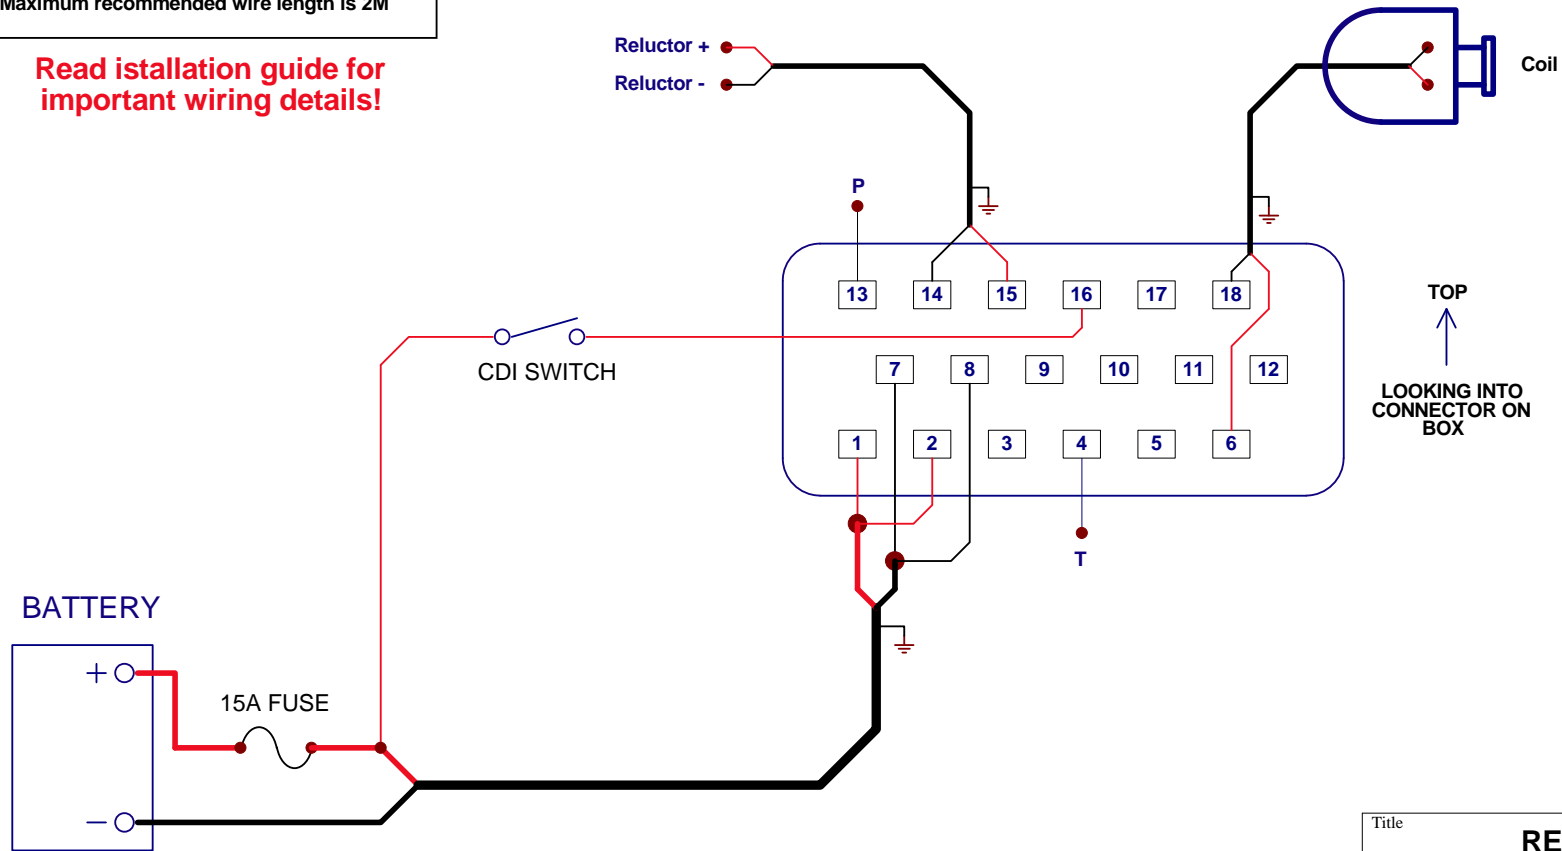 Maximum recommended wire length is 2M
Read istallation guide for
important wiring details!
Reluctor +
Reluctor -
Coil
P
13 14 15 16 17 18
TOP
CDI SWITCH
7 8 9 10 11 12
LOOKING INTO
CONNECTOR ON
BOX
1 2 3 4 5 6
T
BATTERY
+
15A FUSE
-
Title
RE